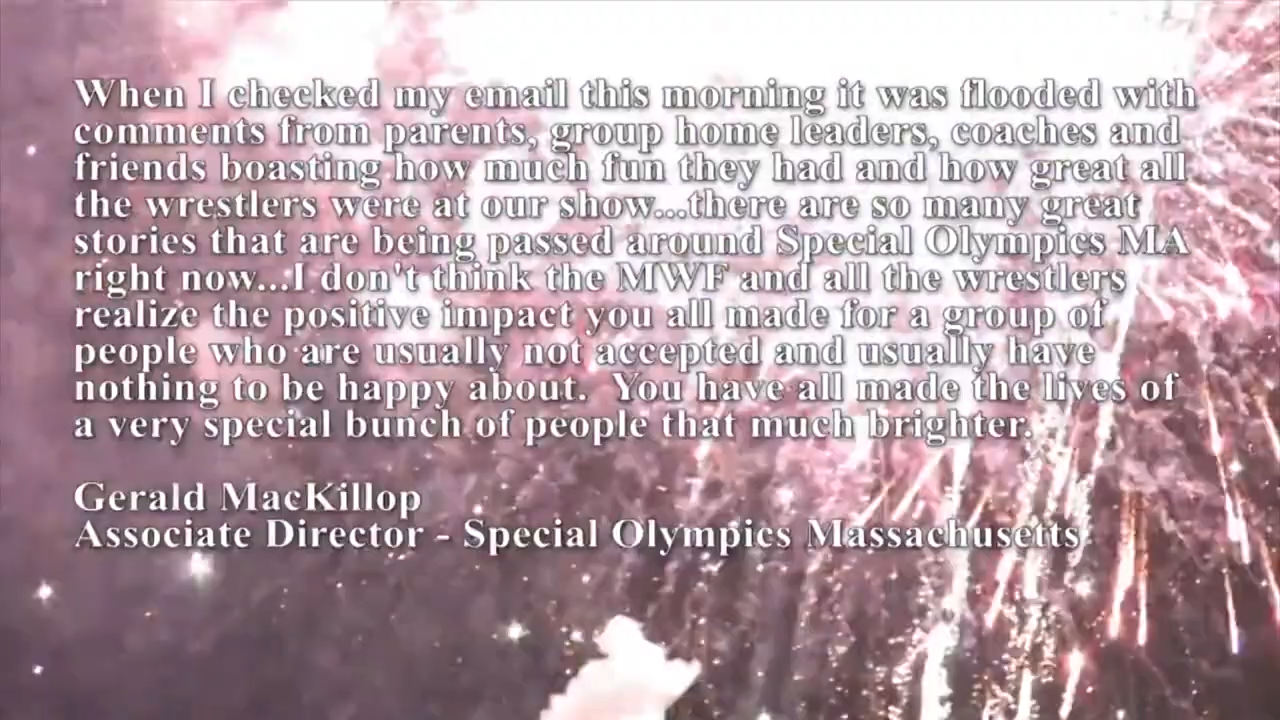 When I checked my email this morning it was flooded with
comments from parents, group home leaders, coaches and
friends boasting how much fun they had and how great all
the wrestlers were at our show...there are so many great
stories that are being passed around Special Olympics MA
right now...I don't think the MWF and all the wrestlers
realize the positive impact you all made for a group of
people who are usually not accepted and usually have
nothing to be happy about.  You have all made the lives of
a very special bunch of people that much brighter.
Gerald MacKillop
Associate Director - Special Olympics Massachusetts